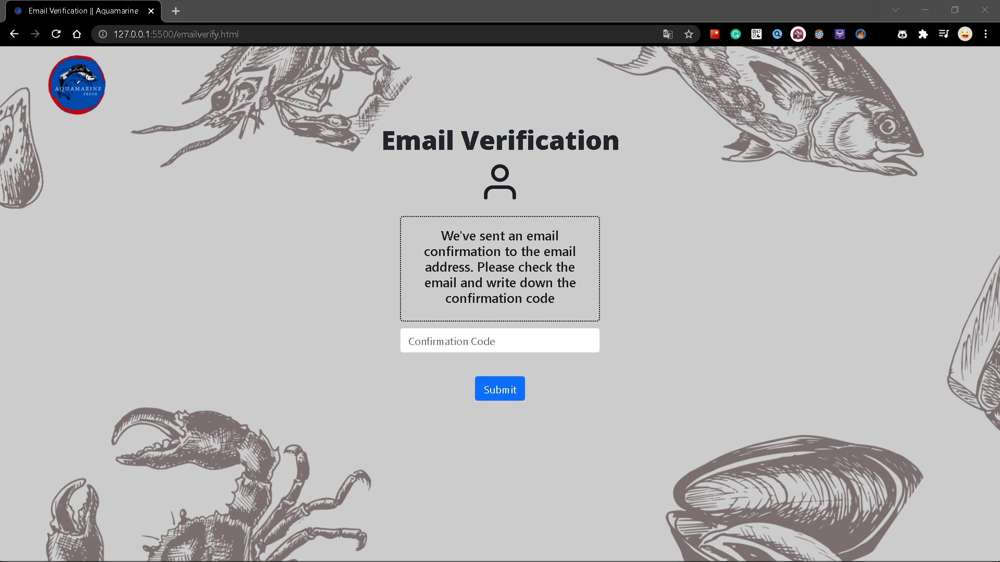 Email Verification || Aquamarine
127.0.0.1:5500/emailverify.html
AQUAMARINE
FRESH
Email Verification
We've sent an email
confirmation to the email
address. Please check the
email and write down the
confirmation code
Confirmation Code
Submit